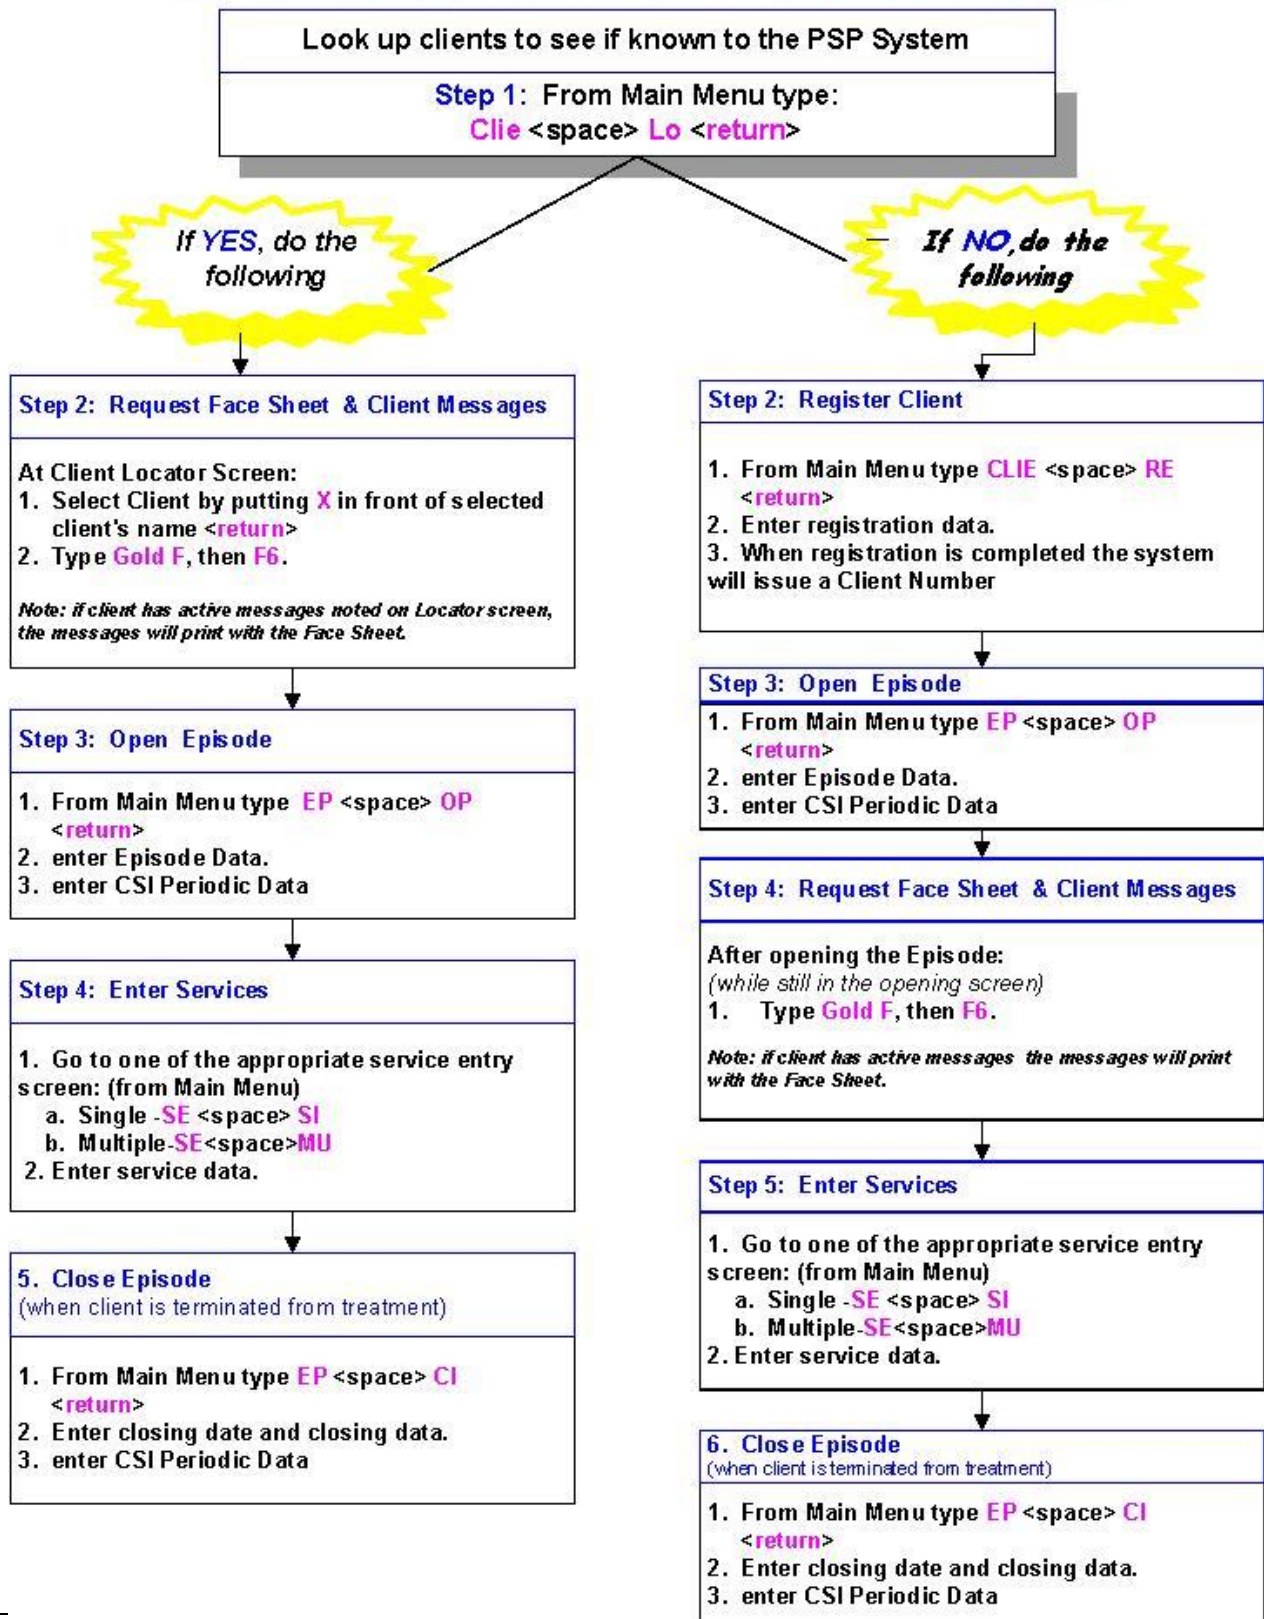 Look up clients to see if known to the PSP System
Step 1: From Main Menu type:
Clie <space> Lo <return>
If YES, do the
following
If NO, do the
following
Step 2: Request Face Sheet & Client Messages
At Client Locator Screen:
1. Select Client by putting X in front of selected
client's name <return>
2. Type Gold F, then F6.
Note: if client has active messages noted on Locator screen,
the messages will print with the Face Sheet.
Step 3: Open Episode
1. From Main Menu type EP <space> OP
<return>
2. enter Episode Data.
3. enter CSI Periodic Data
Step 4: Enter Services
1. Go to one of the appropriate service entry
screen: (from Main Menu)
a. Single -SE <space> SI
b. Multiple-SE<space>MU
2. Enter service data.
5. Close Episode
(when client is terminated from treatment)
1. From Main Menu type EP <space> Cl
<return>
2. Enter closing date and closing data.
3. enter CSI Periodic Data
Step 2: Register Client
1. From Main Menu type CLIE <space> RE
<return>
2. Enter registration data.
3. When registration is completed the system
will issue a Client Number
Step 3: Open Episode
1. From Main Menu type EP <space> OP
<return>
2. enter Episode Data.
3. enter CSI Periodic Data
Step 4: Request Face Sheet & Client Messages
After opening the Episode:
(while still in the opening screen)
1. Type Gold F, then F6.
Note: if client has active messages the messages will print
with the Face Sheet.
Step 5: Enter Services
1. Go to one of the appropriate service entry
screen: (from Main Menu)
a. Single -SE <space> SI
b. Multiple-SE<space>MU
2. Enter service data.
6. Close Episode
(when client is terminated from treatment)
1. From Main Menu type EP <space> Cl
<return>
2. Enter closing date and closing data.
3. enter CSI Periodic Data